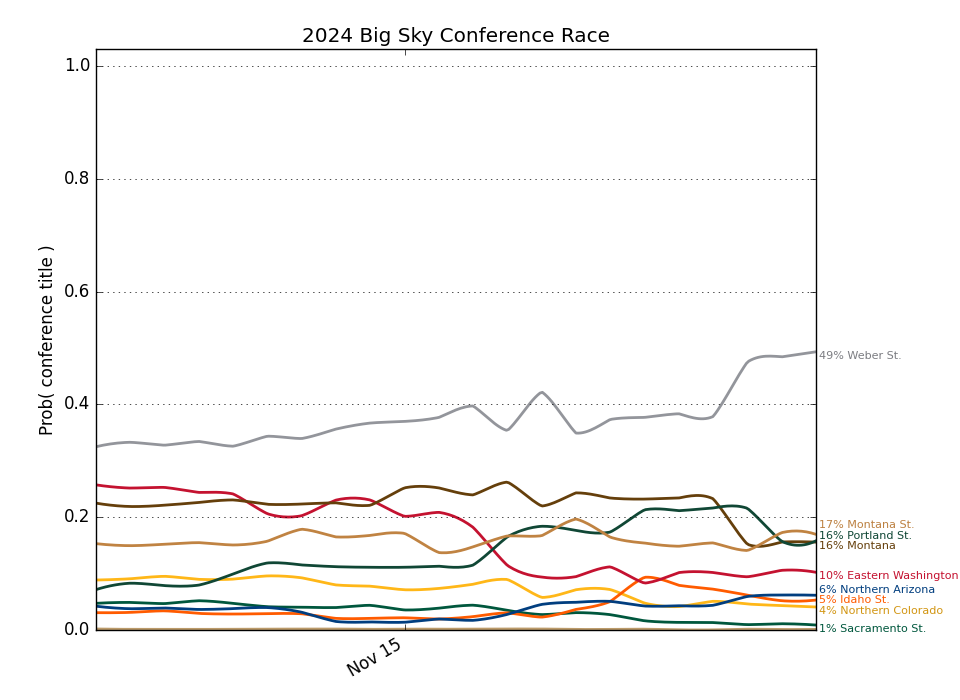 2024 Big Sky Conference Race
Prob( conference title )
1.0
0.8
0.6
0.4
0.2
0.0
Nov 15
49% Weber St.
17% Montana St.
16% Portland St.
16% Montana
10% Eastern Washington
6% Northern Arizona
5% Idaho St.
4% Northern Colorado
1% Sacramento St.